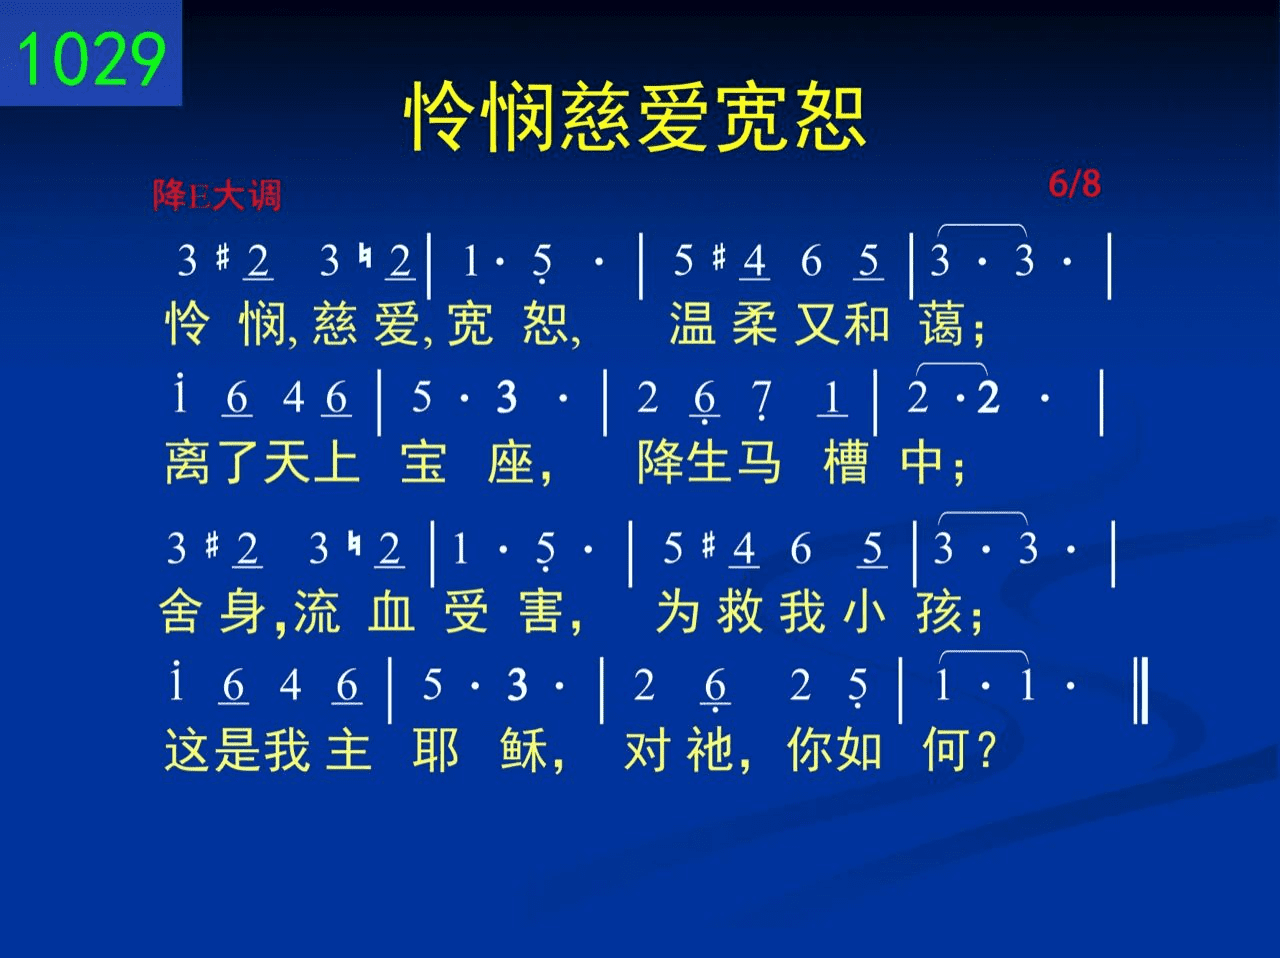 1029
怜悯慈爱宽恕
降E大调 6/8
3 #2 3 ♮2 | 1· 5̣ · | 5 #4 6 5 | 3 · 3 · |
怜 悯, 慈 爱, 宽 恕, 温 柔 又 和 蔼；
i̇ 6 4 6 | 5 · 3 · | 2 6̣ 7̣ 1 | 2 · 2 · |
离了天上 宝 座， 降生马 槽 中；
3 #2 3 ♮2 | 1 · 5̣ · | 5 #4 6 5 | 3 · 3 · |
舍 身，流 血 受 害， 为 救 我 小 孩；
1̇ 6 4 6 | 5 · 3 · | 2 6̣ 2 5̣ | 1 · 1 · ‖
这是我 主 耶 稣， 对 祂，你如 何？